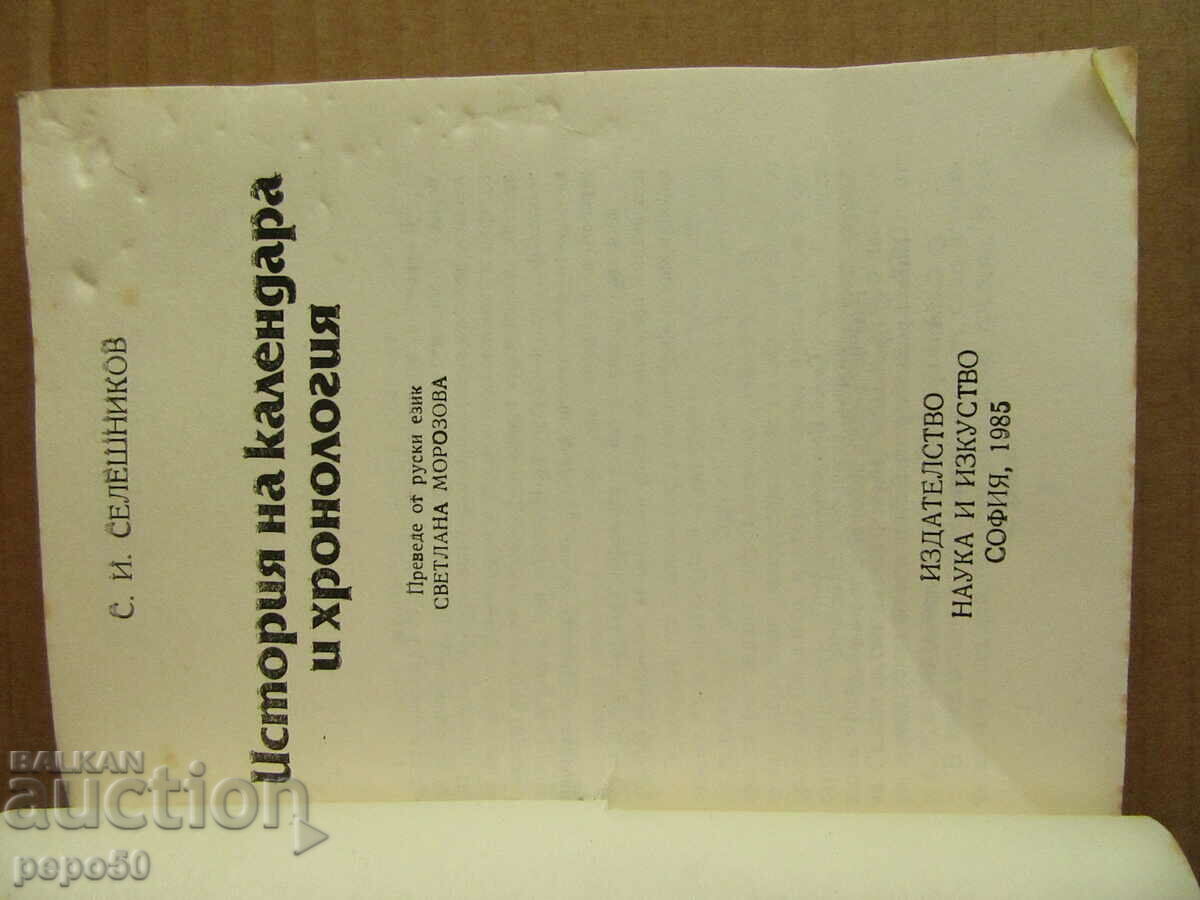 С. И. СЕЛЕШНИКОВ
История на календара
и хронология
Преведе от руски език
СВЕТЛАНА МОРОЗОВА
ИЗДАТЕЛСТВО
НАУКА И ИЗКУСТВО
СОФИЯ, 1985
BALKAN
auction
pepo50